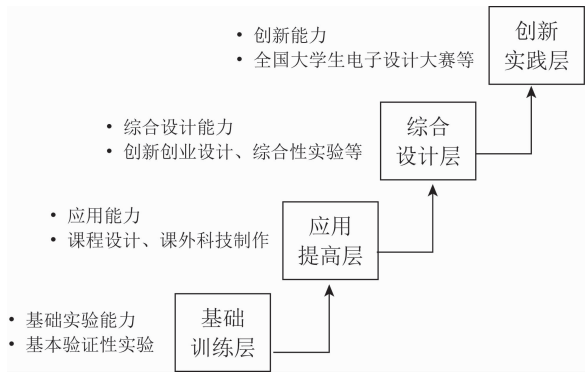 • 创新能力
• 全国大学生电子设计大赛等
创新
实践层
• 综合设计能力
• 创新创业设计、综合性实验等
综合
设计层
• 应用能力
• 课程设计、课外科技制作
应用
提高层
• 基础实验能力
• 基本验证性实验
基础
训练层